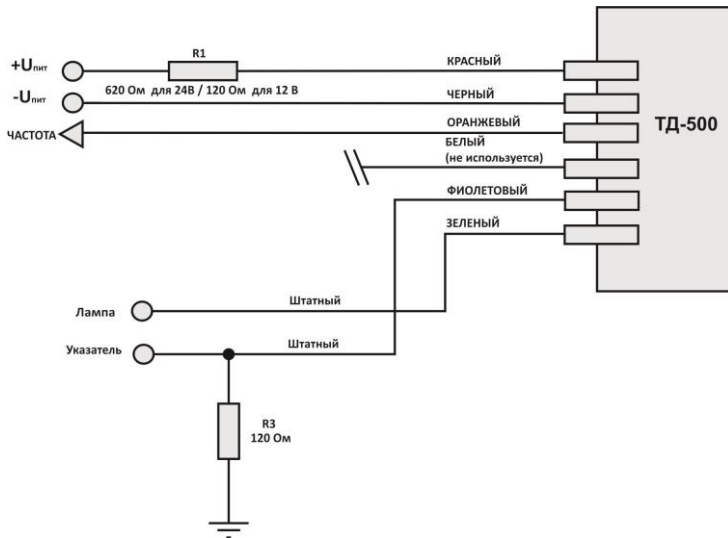 R1
+Uпит
КРАСНЫЙ
620 Ом для 24В / 120 Ом для 12 В
-Uпит
ЧЕРНЫЙ
ЧАСТОТА
ОРАНЖЕВЫЙ
ТД-500
БЕЛЫЙ
(не используется)
ФИОЛЕТОВЫЙ
ЗЕЛЕНЫЙ
Лампа
Штатный
Указатель
Штатный
R3
120 Ом